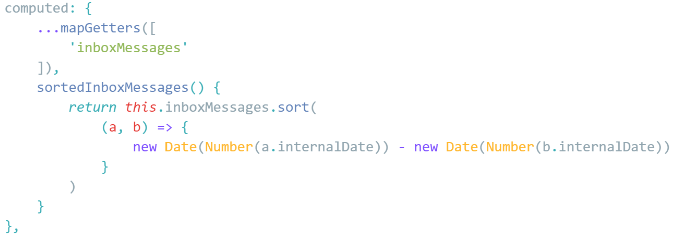 computed: {
    ...mapGetters([
        'inboxMessages'
    ]),
    sortedInboxMessages() {
        return this.inboxMessages.sort(
            (a, b) => {
                new Date(Number(a.internalDate)) - new Date(Number(b.internalDate))
            }
        )
    }
},